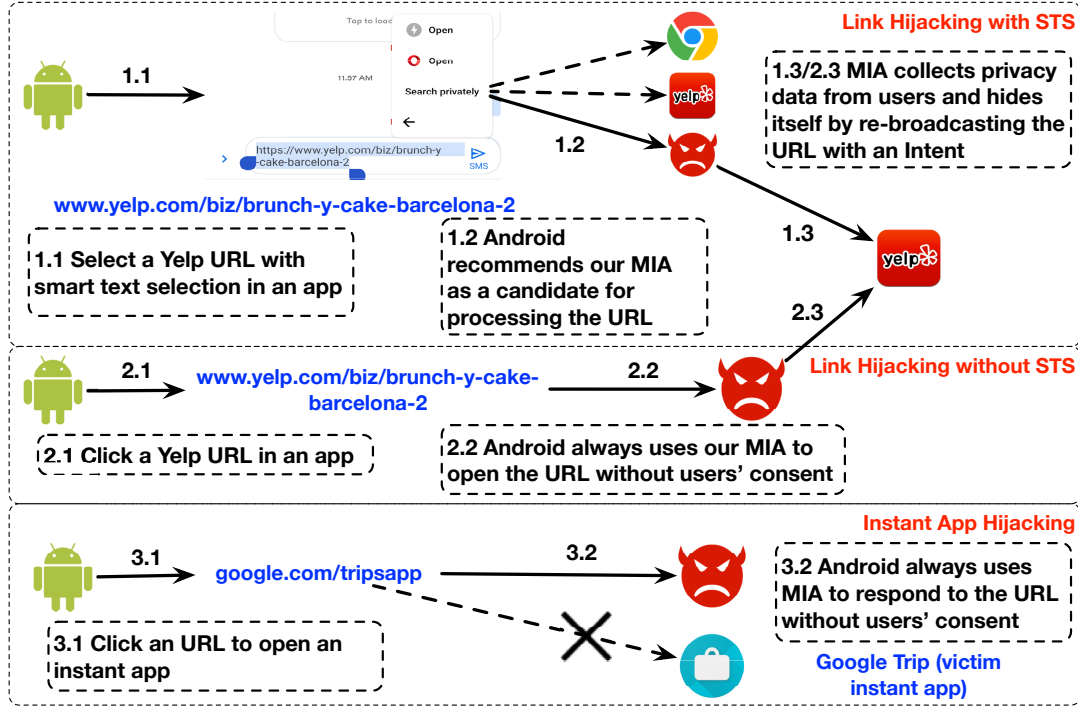 Link Hijacking with STS
Tap to load
Open
Open
11:57 AM
Search privately
https://www.yelp.com/biz/brunch-y
-cake-barcelona-2
SMS
1.1
yelp
1.2
1.3/2.3 MIA collects privacy
data from users and hides
itself by re-broadcasting the
URL with an Intent
www.yelp.com/biz/brunch-y-cake-barcelona-2
1.1 Select a Yelp URL with
smart text selection in an app
1.2 Android
recommends our MIA
as a candidate for
processing the URL
1.3
yelp
2.3
Link Hijacking without STS
2.1
www.yelp.com/biz/brunch-y-cake-
barcelona-2
2.2
2.1 Click a Yelp URL in an app
2.2 Android always uses our MIA to
open the URL without users’ consent
Instant App Hijacking
3.1
google.com/tripsapp
3.2
3.2 Android always uses
MIA to respond to the URL
without users’ consent
3.1 Click an URL to open an
instant app
Google Trip (victim
instant app)